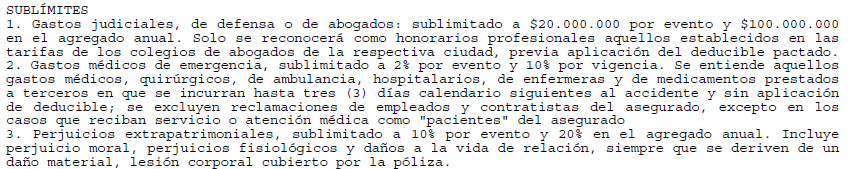 SUBLÍMITES
1. Gastos judiciales, de defensa o de abogados: sublimitado a $20.000.000 por evento y $100.000.000
en el agregado anual. Solo se reconocerá como honorarios profesionales aquellos establecidos en las
tarifas de los colegios de abogados de la respectiva ciudad, previa aplicación del deducible pactado.
2. Gastos médicos de emergencia, sublimitado a 2% por evento y 10% por vigencia. Se entiende aquellos
gastos médicos, quirúrgicos, de ambulancia, hospitalarios, de enfermeras y de medicamentos prestados
a terceros en que se incurran hasta tres (3) días calendario siguientes al accidente y sin aplicación
de deducible; se excluyen reclamaciones de empleados y contratistas del asegurado, excepto en los
casos que reciban servicio o atención médica como "pacientes" del asegurado
3. Perjuicios extrapatrimoniales, sublimitado a 10% por evento y 20% en el agregado anual. Incluye
perjuicio moral, perjuicios fisiológicos y daños a la vida de relación, siempre que se deriven de un
daño material, lesión corporal cubierto por la póliza.